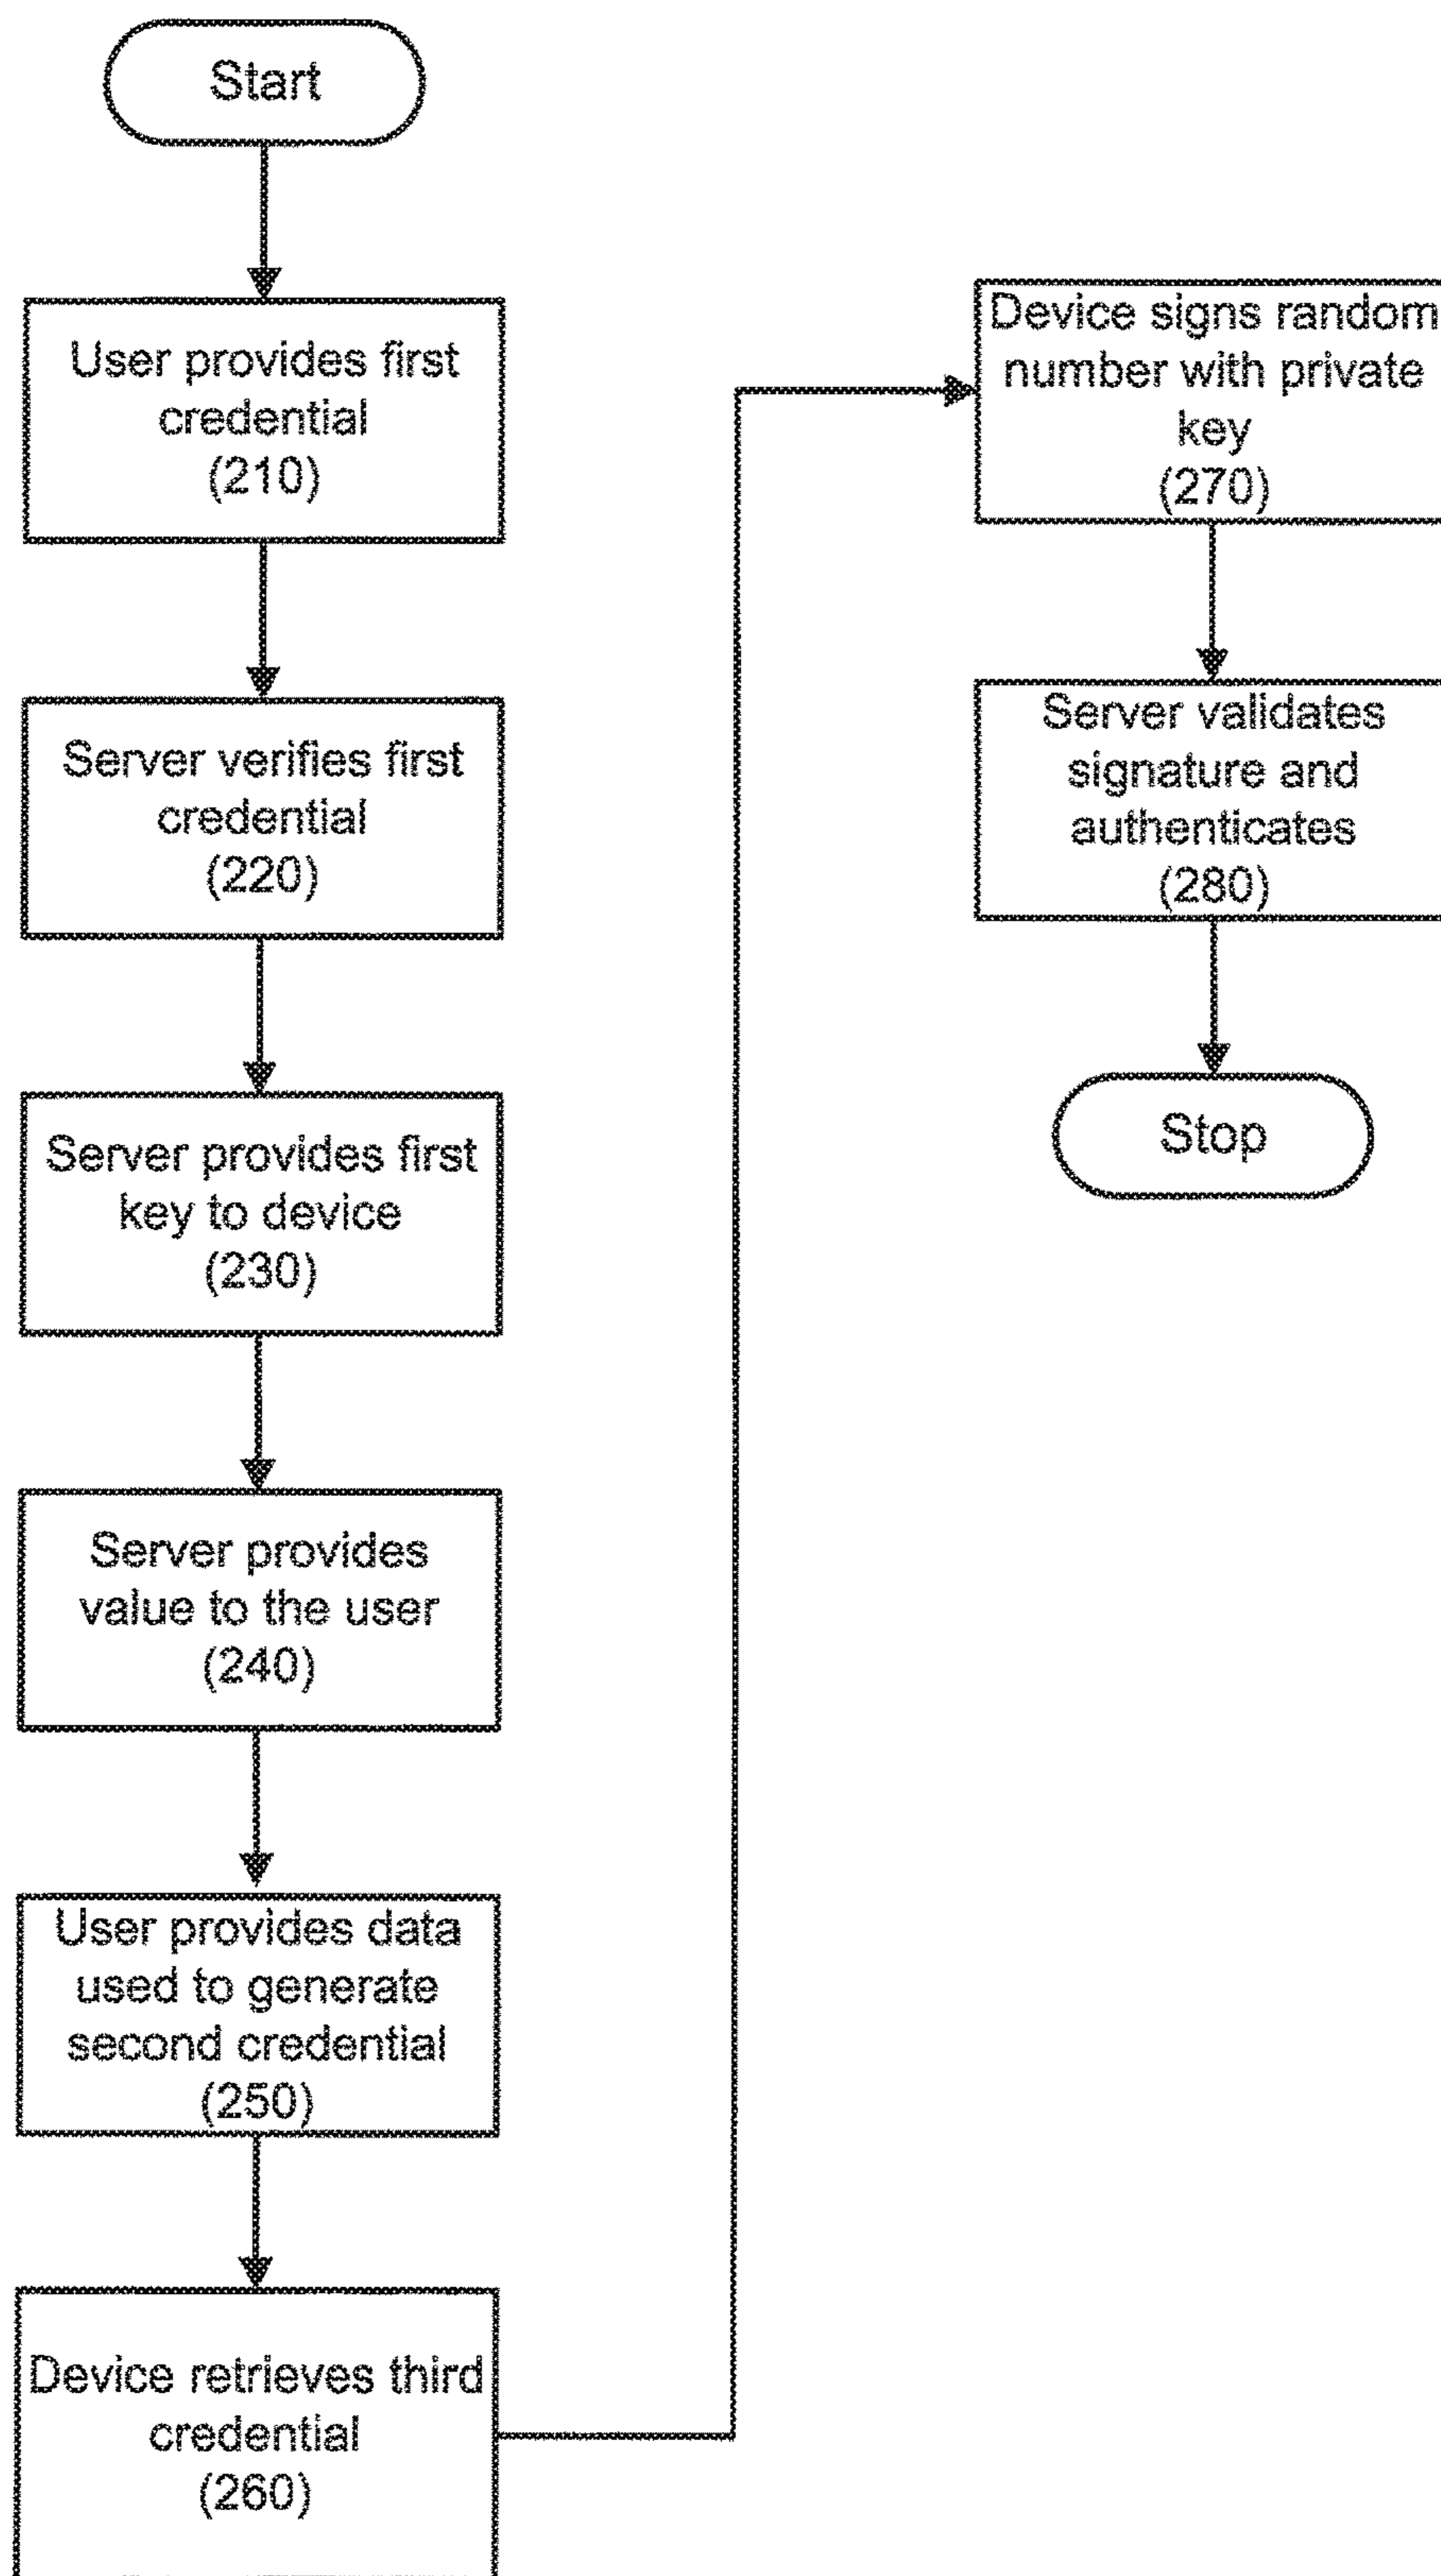 Start
User provides first
credential
(210)
Server verifies first
credential
(220)
Server provides first
key to device
(230)
Server provides
value to the user
(240)
User provides data
used to generate
second credential
(250)
Device retrieves third
credential
(260)
Device signs random
number with private
key
(270)
Server validates
signature and
authenticates
(280)
Stop